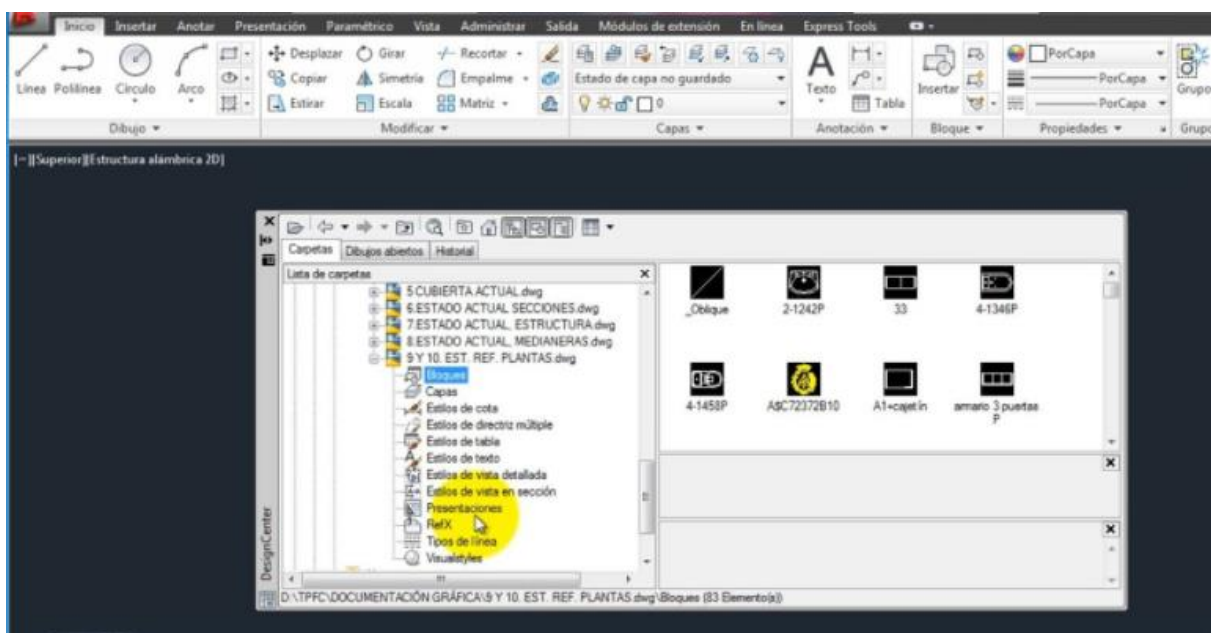 Inicio Insertar Anotar Presentación Paramétrico Vista Administrar Salida Módulos de extensión En línea Express Tools
Desplazar Girar Recortar Estado de capa no guardado PorCapa
Línea Polilínea Círculo Arco Copiar Simetría Empalme Texto Insertar PorCapa Grupo
Estirar Escala Matriz 0 Tabla PorCapa
Dibujo Modificar Capas Anotación Bloque Propiedades Grupo
[–][Superior][Estructura alámbrica 2D]
Carpetas Dibujos abiertos Historial
Lista de carpetas
5.CUBIERTA ACTUAL.dwg
6.ESTADO ACTUAL SECCIONES.dwg
7.ESTADO ACTUAL, ESTRUCTURA.dwg
8.ESTADO ACTUAL, MEDIANERAS.dwg
9 Y 10. EST. REF. PLANTAS.dwg
Bloques
Capas
Estilos de cota
Estilos de directriz múltiple
Estilos de tabla
Estilos de texto
Estilos de vista detallada
Estilos de vista en sección
Presentaciones
RefX
Tipos de línea
Visualstyles
_Oblique 2-1242P 33 4-1346P
4-1458P A$C72372B10 A1+cajetín armario 3 puertas P
DesignCenter
D:\TPFC\DOCUMENTACIÓN GRÁFICA\9 Y 10. EST. REF. PLANTAS.dwg\Bloques (83 Elemento(s))